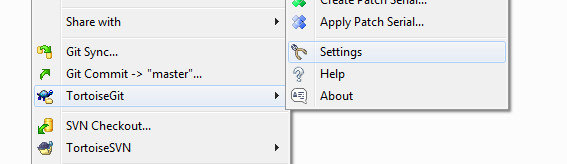 Create Patch Serial...
Share with
Apply Patch Serial...
Git Sync...
Settings
Git Commit -> "master"...
Help
TortoiseGit
About
SVN Checkout...
TortoiseSVN